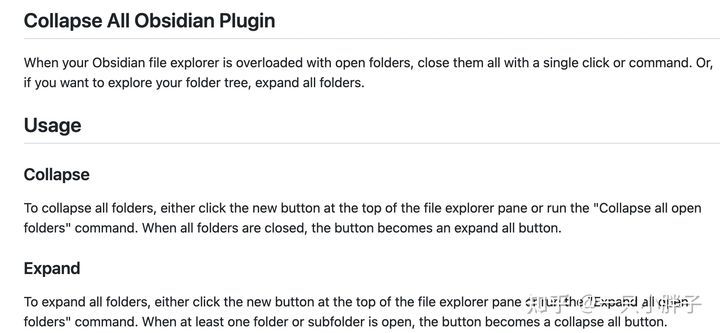 Collapse All Obsidian Plugin
When your Obsidian file explorer is overloaded with open folders, close them all with a single click or command. Or,
if you want to explore your folder tree, expand all folders.
Usage
Collapse
To collapse all folders, either click the new button at the top of the file explorer pane or run the "Collapse all open
folders" command. When all folders are closed, the button becomes an expand all button.
Expand
To expand all folders, either click the new button at the top of the file explorer pane or run the "Expand all open
folders" command. When at least one folder or subfolder is open, the button becomes a collapse all button.
知乎 @一只小胖子